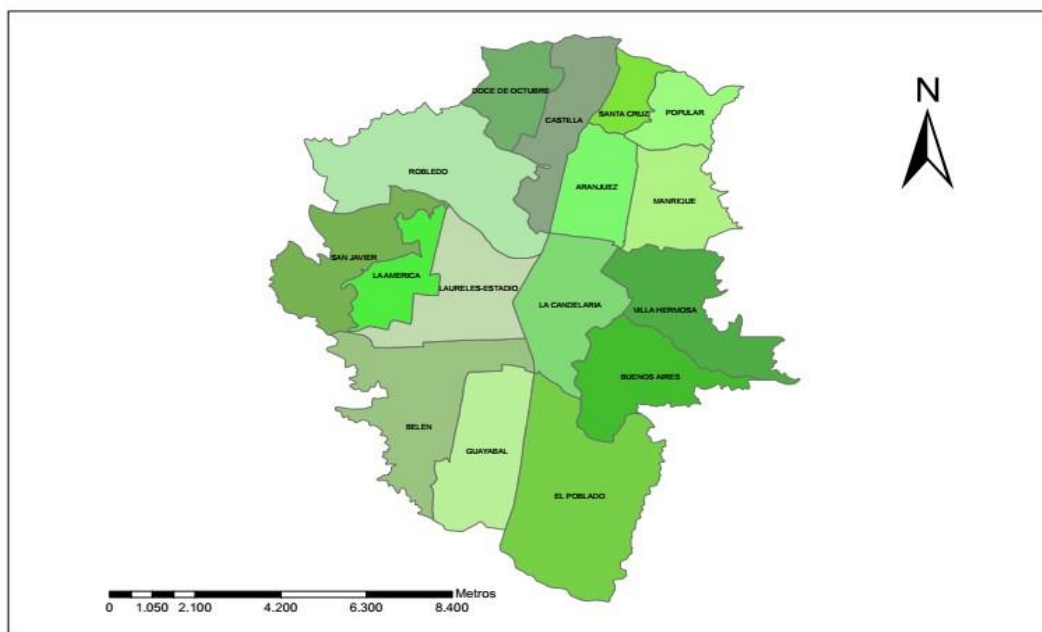 N
DOCE DE OCTUBRE
CASTILLA
SANTA CRUZ
POPULAR
ROBLEDO
ARANJUEZ
MANRIQUE
SAN JAVIER
LA AMERICA
LAURELES-ESTADIO
LA CANDELARIA
VILLA HERMOSA
BUENOS AIRES
BELEN
GUAYABAL
EL POBLADO
Metros
0 1.050 2.100 4.200 6.300 8.400